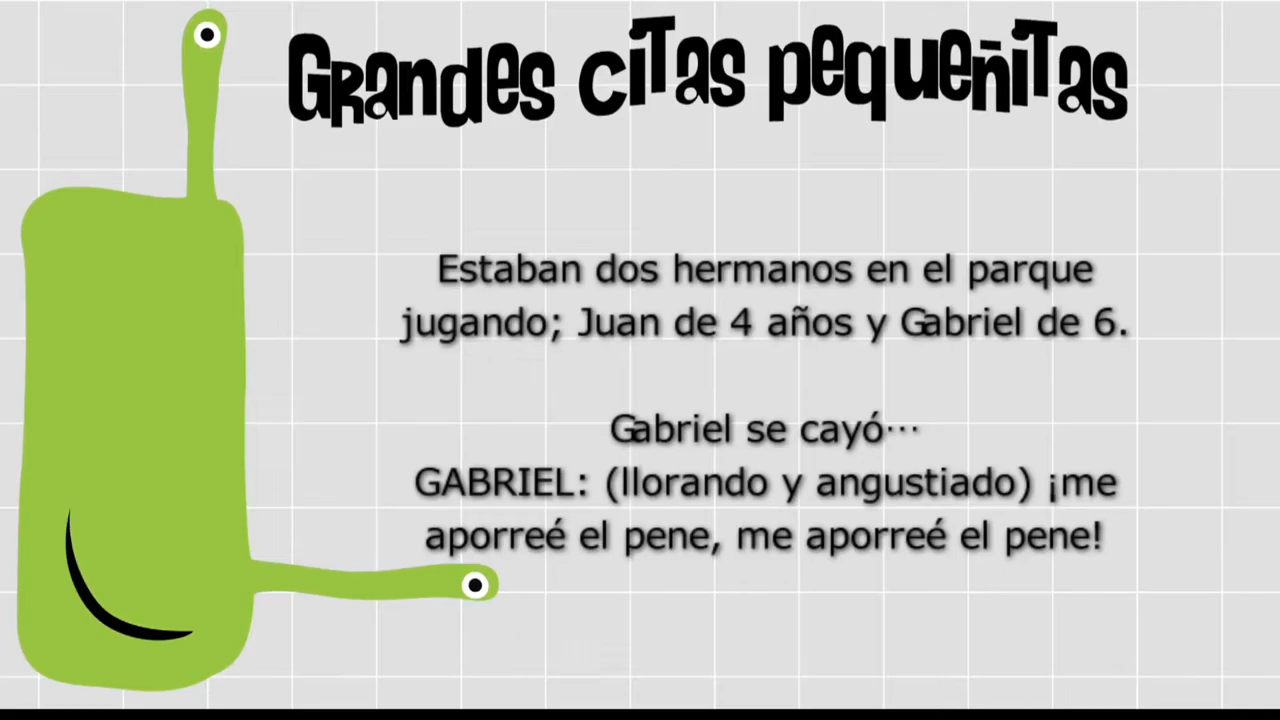 Grandes citas pequeñitas
Estaban dos hermanos en el parque
jugando; Juan de 4 años y Gabriel de 6.
Gabriel se cayó…
GABRIEL: (llorando y angustiado) ¡me
aporreé el pene, me aporreé el pene!